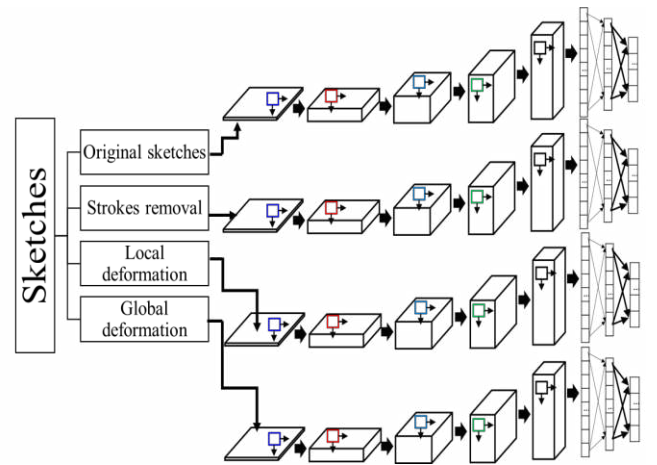 Sketches
Original sketches
Strokes removal
Local
deformation
Global
deformation